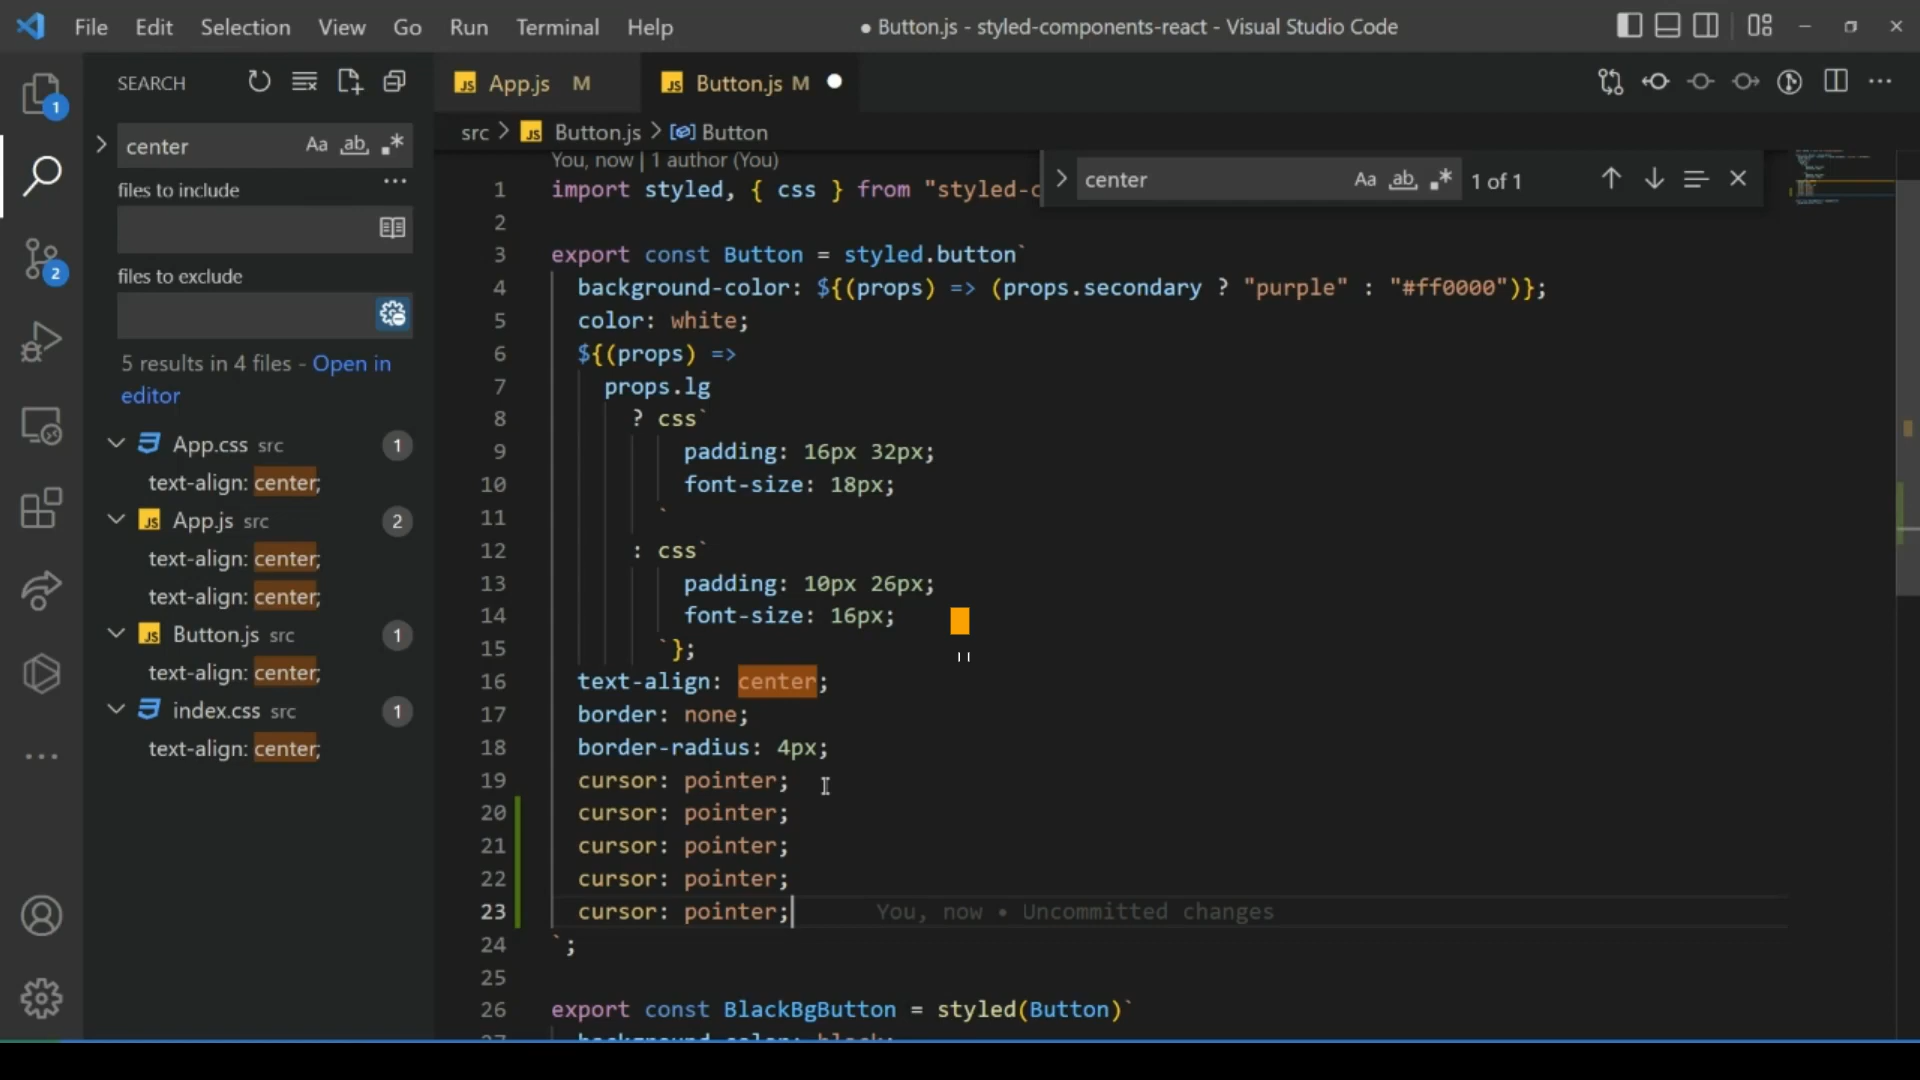 File Edit Selection View Go Run Terminal Help
● Button.js - styled-components-react - Visual Studio Code
SEARCH
center
Aa ab .*
files to include
files to exclude
5 results in 4 files - Open in
editor
App.css src 1
text-align: center;
App.js src 2
text-align: center;
text-align: center;
Button.js src 1
text-align: center;
index.css src 1
text-align: center;
1
2
JS App.js M
JS Button.js M
src > JS Button.js > Button
You, now | 1 author (You)
center
Aa ab .*
1 of 1
1 import styled, { css } from "styled-c
2
3 export const Button = styled.button`
4 background-color: ${(props) => (props.secondary ? "purple" : "#ff0000")};
5 color: white;
6 ${(props) =>
7 props.lg
8 ? css`
9 padding: 16px 32px;
10 font-size: 18px;
11 `
12 : css`
13 padding: 10px 26px;
14 font-size: 16px;
15 `};
16 text-align: center;
17 border: none;
18 border-radius: 4px;
19 cursor: pointer;
20 cursor: pointer;
21 cursor: pointer;
22 cursor: pointer;
23 cursor: pointer; You, now • Uncommitted changes
24 `;
25
26 export const BlackBgButton = styled(Button)`
27 background-color: black;